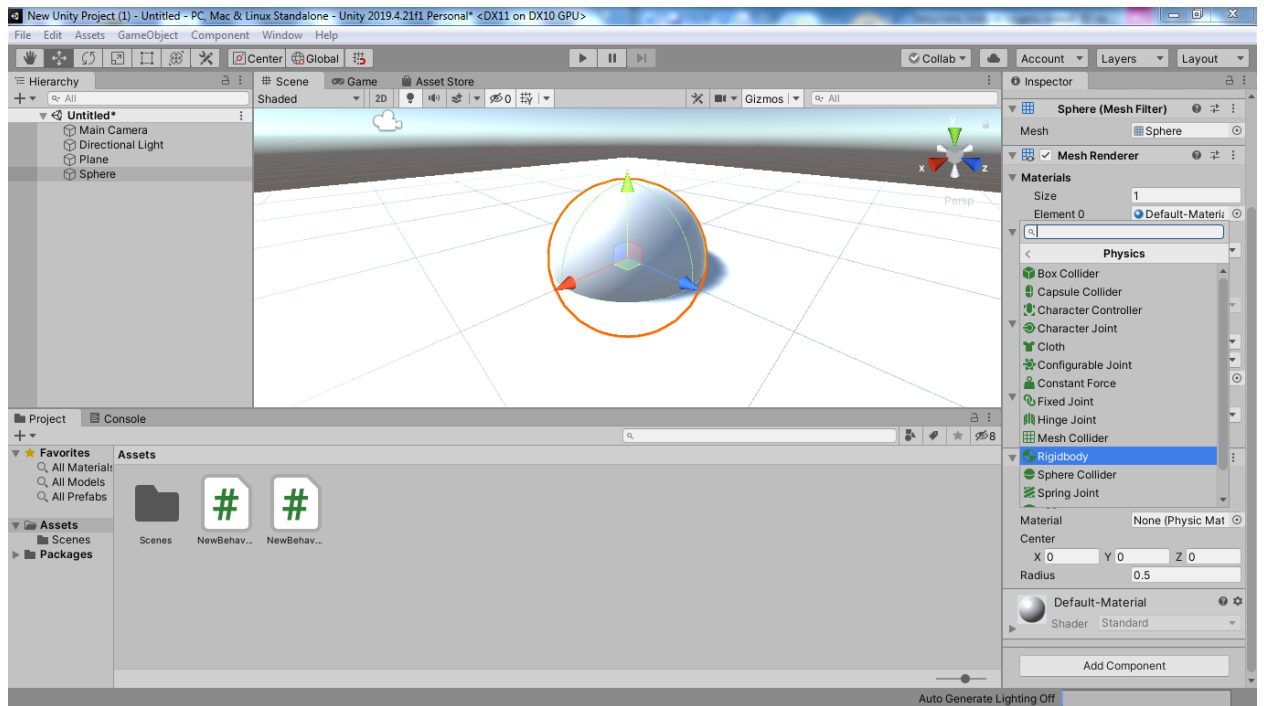 New Unity Project (1) - Untitled - PC, Mac & Linux Standalone - Unity 2019.4.21f1 Personal* <DX11 on DX10 GPU>
File Edit Assets GameObject Component Window Help
Center Global Collab Account Layers Layout
Hierarchy
All
Untitled*
Main Camera
Directional Light
Plane
Sphere
# Scene Game Asset Store
Shaded 2D 0 Gizmos All
y
x z
Persp
Inspector
Sphere (Mesh Filter)
Mesh Sphere
Mesh Renderer
Materials
Size 1
Element 0 Default-Materia
< Physics
Box Collider
Capsule Collider
Character Controller
Character Joint
Cloth
Configurable Joint
Constant Force
Fixed Joint
Hinge Joint
Mesh Collider
Rigidbody
Sphere Collider
Spring Joint
Material None (Physic Mat
Center
X 0 Y 0 Z 0
Radius 0.5
Default-Material
Shader Standard
Add Component
Project Console
8
Favorites
All Materials
All Models
All Prefabs
Assets
Scenes
Packages
Assets
# #
Scenes NewBehav... NewBehav...
Auto Generate Lighting Off